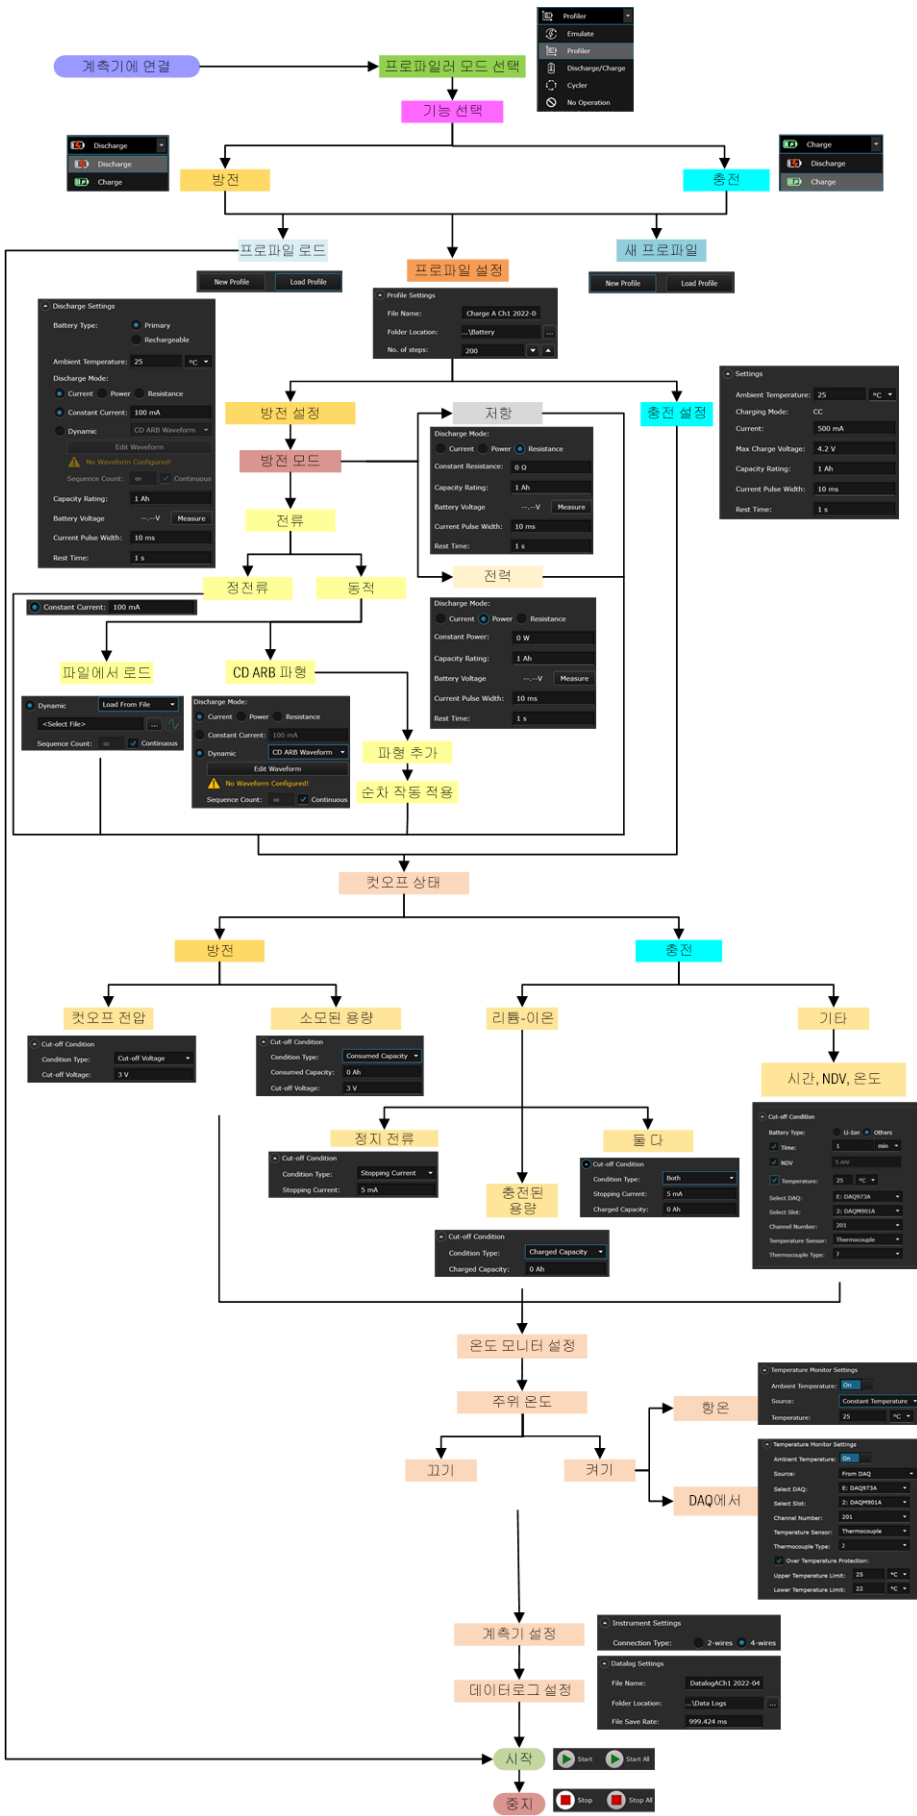 Profiler
Emulate
Profiler
Discharge/Charge
Cycler
No Operation
계측기에 연결
프로파일러 모드 선택
기능 선택
Discharge
Discharge
Charge
방전
충전
Charge
Discharge
Charge
프로파일 로드
프로파일 설정
새 프로파일
New Profile Load Profile
New Profile Load Profile
Profile Settings
File Name: Charge A Ch1 2022-0
Folder Location: ...\Battery ...
No. of steps: 200
Discharge Settings
Battery Type: Primary
Rechargeable
Ambient Temperature: 25 °C
Discharge Mode:
Current Power Resistance
Constant Current: 100 mA
Dynamic CD ARB Waveform
Edit Waveform
No Waveform Configured!
Sequence Count: ∞ Continuous
Capacity Rating: 1 Ah
Battery Voltage --.--V Measure
Current Pulse Width: 10 ms
Rest Time: 1 s
방전 설정
저항
충전 설정
Settings
Ambient Temperature: 25 °C
Charging Mode: CC
Current: 500 mA
Max Charge Voltage: 4.2 V
Capacity Rating: 1 Ah
Current Pulse Width: 10 ms
Rest Time: 1 s
방전 모드
Discharge Mode:
Current Power Resistance
Constant Resistance: 0 Ω
Capacity Rating: 1 Ah
Battery Voltage --.--V Measure
Current Pulse Width: 10 ms
Rest Time: 1 s
전류
정전류
동적
전력
Constant Current: 100 mA
Discharge Mode:
Current Power Resistance
Constant Power: 0 W
Capacity Rating: 1 Ah
Battery Voltage --.--V Measure
Current Pulse Width: 10 ms
Rest Time: 1 s
파일에서 로드
CD ARB 파형
Dynamic Load From File
<Select File> ...
Sequence Count: ∞ Continuous
Discharge Mode:
Current Power Resistance
Constant Current: 100 mA
Dynamic CD ARB Waveform
Edit Waveform
No Waveform Configured!
Sequence Count: ∞ Continuous
파형 추가
순차 작동 적용
컷오프 상태
방전
충전
컷오프 전압
소모된 용량
리튬-이온
기타
Cut-off Condition
Condition Type: Cut-off Voltage
Cut-off Voltage: 3 V
Cut-off Condition
Condition Type: Consumed Capacity
Consumed Capacity: 0 Ah
Cut-off Voltage: 3 V
시간, NDV, 온도
Cut-off Condition
Battery Type: Li-Ion Others
Time: 1 min
NDV 5 mV
Temperature: 25 °C
Select DAQ: E: DAQ973A
Select Slot: 2: DAQM901A
Channel Number: 201
Temperature Sensor: Thermocouple
Thermocouple Type: J
정지 전류
둘 다
Cut-off Condition
Condition Type: Stopping Current
Stopping Current: 5 mA
Cut-off Condition
Condition Type: Both
Stopping Current: 5 mA
Charged Capacity: 0 Ah
충전된
용량
Cut-off Condition
Condition Type: Charged Capacity
Charged Capacity: 0 Ah
온도 모니터 설정
주위 온도
끄기
켜기
항온
DAQ에서
Temperature Monitor Settings
Ambient Temperature: On
Source: Constant Temperature
Temperature: 25 °C
Temperature Monitor Settings
Ambient Temperature: On
Source: From DAQ
Select DAQ: E: DAQ973A
Select Slot: 2: DAQM901A
Channel Number: 201
Temperature Sensor: Thermocouple
Thermocouple Type: J
Over Temperature Protection:
Upper Temperature Limit: 25 °C
Lower Temperature Limit: 22 °C
계측기 설정
Instrument Settings
Connection Type: 2-wires 4-wires
데이터로그 설정
Datalog Settings
File Name: DatalogACh1 2022-04
Folder Location: ...\Data Logs ...
File Save Rate: 999.424 ms
시작
Start Start All
중지
Stop Stop All